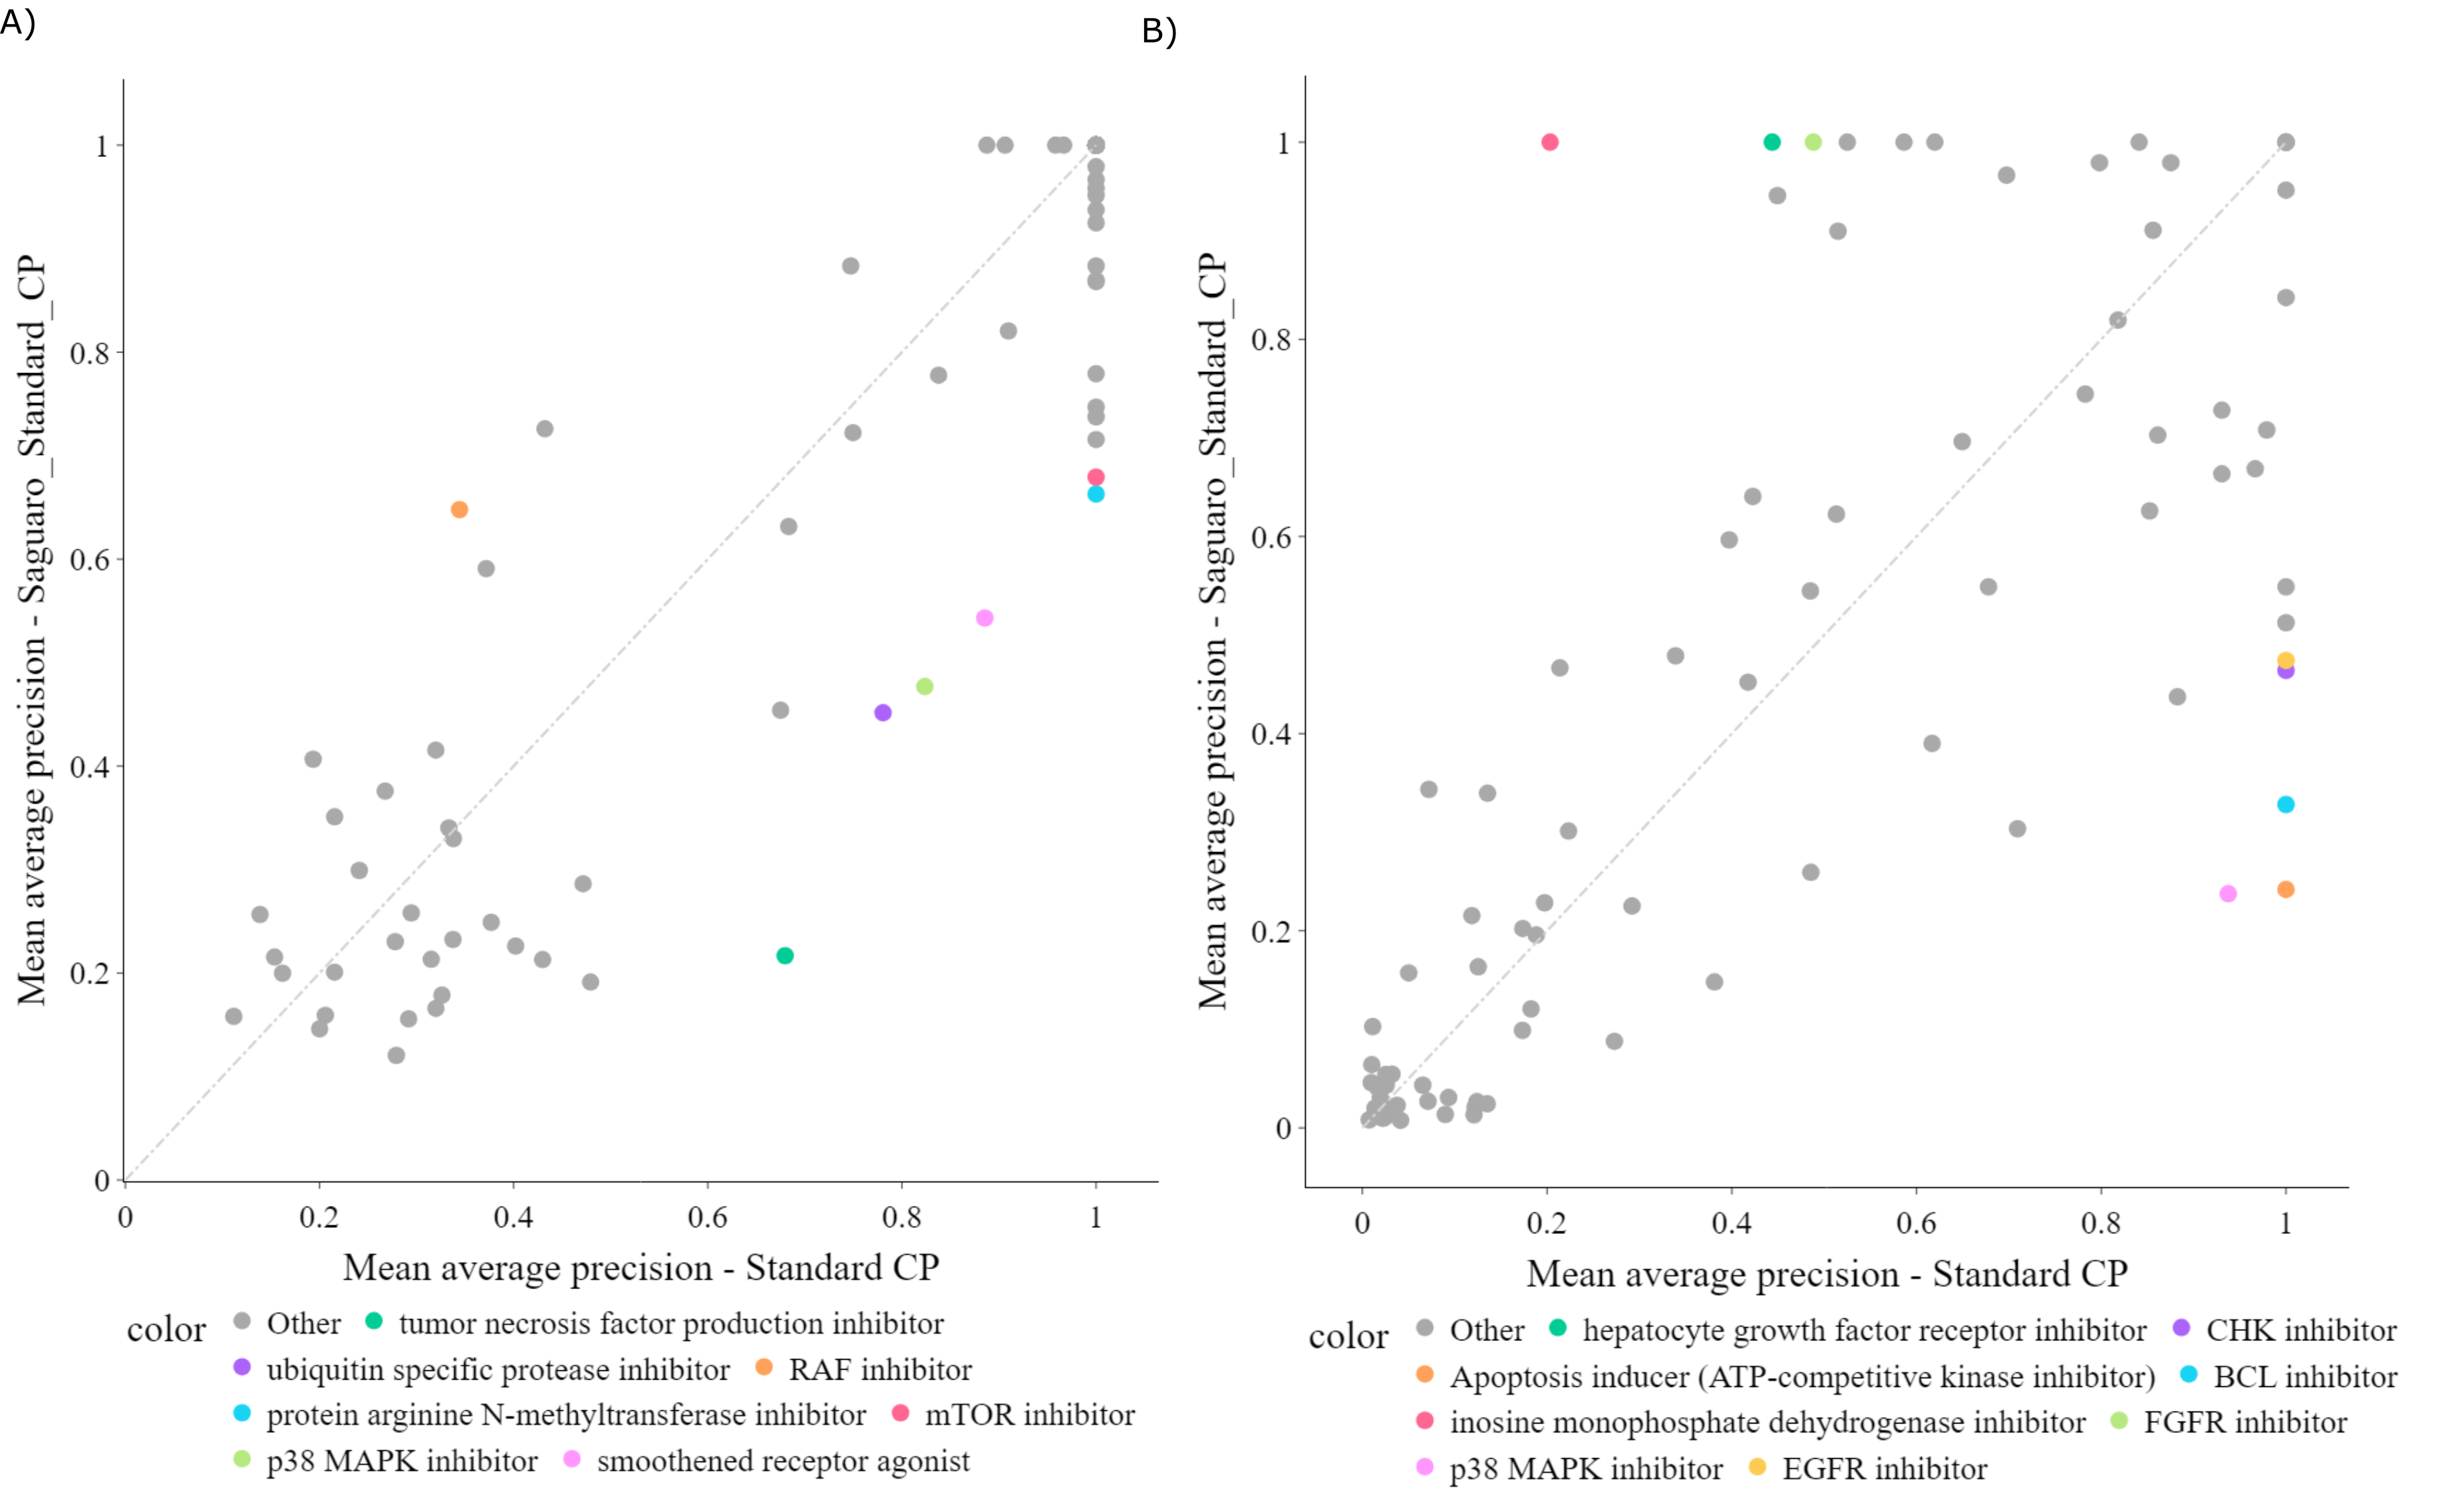 A)
Mean average precision - Saguaro_Standard_CP
1
0.8
0.6
0.4
0.2
0
0 0.2 0.4 0.6 0.8 1
Mean average precision - Standard CP
color Other tumor necrosis factor production inhibitor
ubiquitin specific protease inhibitor RAF inhibitor
protein arginine N-methyltransferase inhibitor mTOR inhibitor
p38 MAPK inhibitor smoothened receptor agonist
B)
Mean average precision - Saguaro_Standard_CP
1
0.8
0.6
0.4
0.2
0
0 0.2 0.4 0.6 0.8 1
Mean average precision - Standard CP
color Other hepatocyte growth factor receptor inhibitor CHK inhibitor
Apoptosis inducer (ATP-competitive kinase inhibitor) BCL inhibitor
inosine monophosphate dehydrogenase inhibitor FGFR inhibitor
p38 MAPK inhibitor EGFR inhibitor